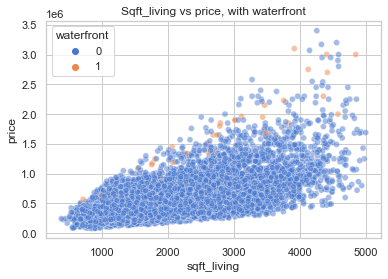 Sqft_living vs price, with waterfront
1e6
waterfront
0
1
3.5
3.0
2.5
2.0
1.5
1.0
0.5
0.0
price
1000 2000 3000 4000 5000
sqft_living